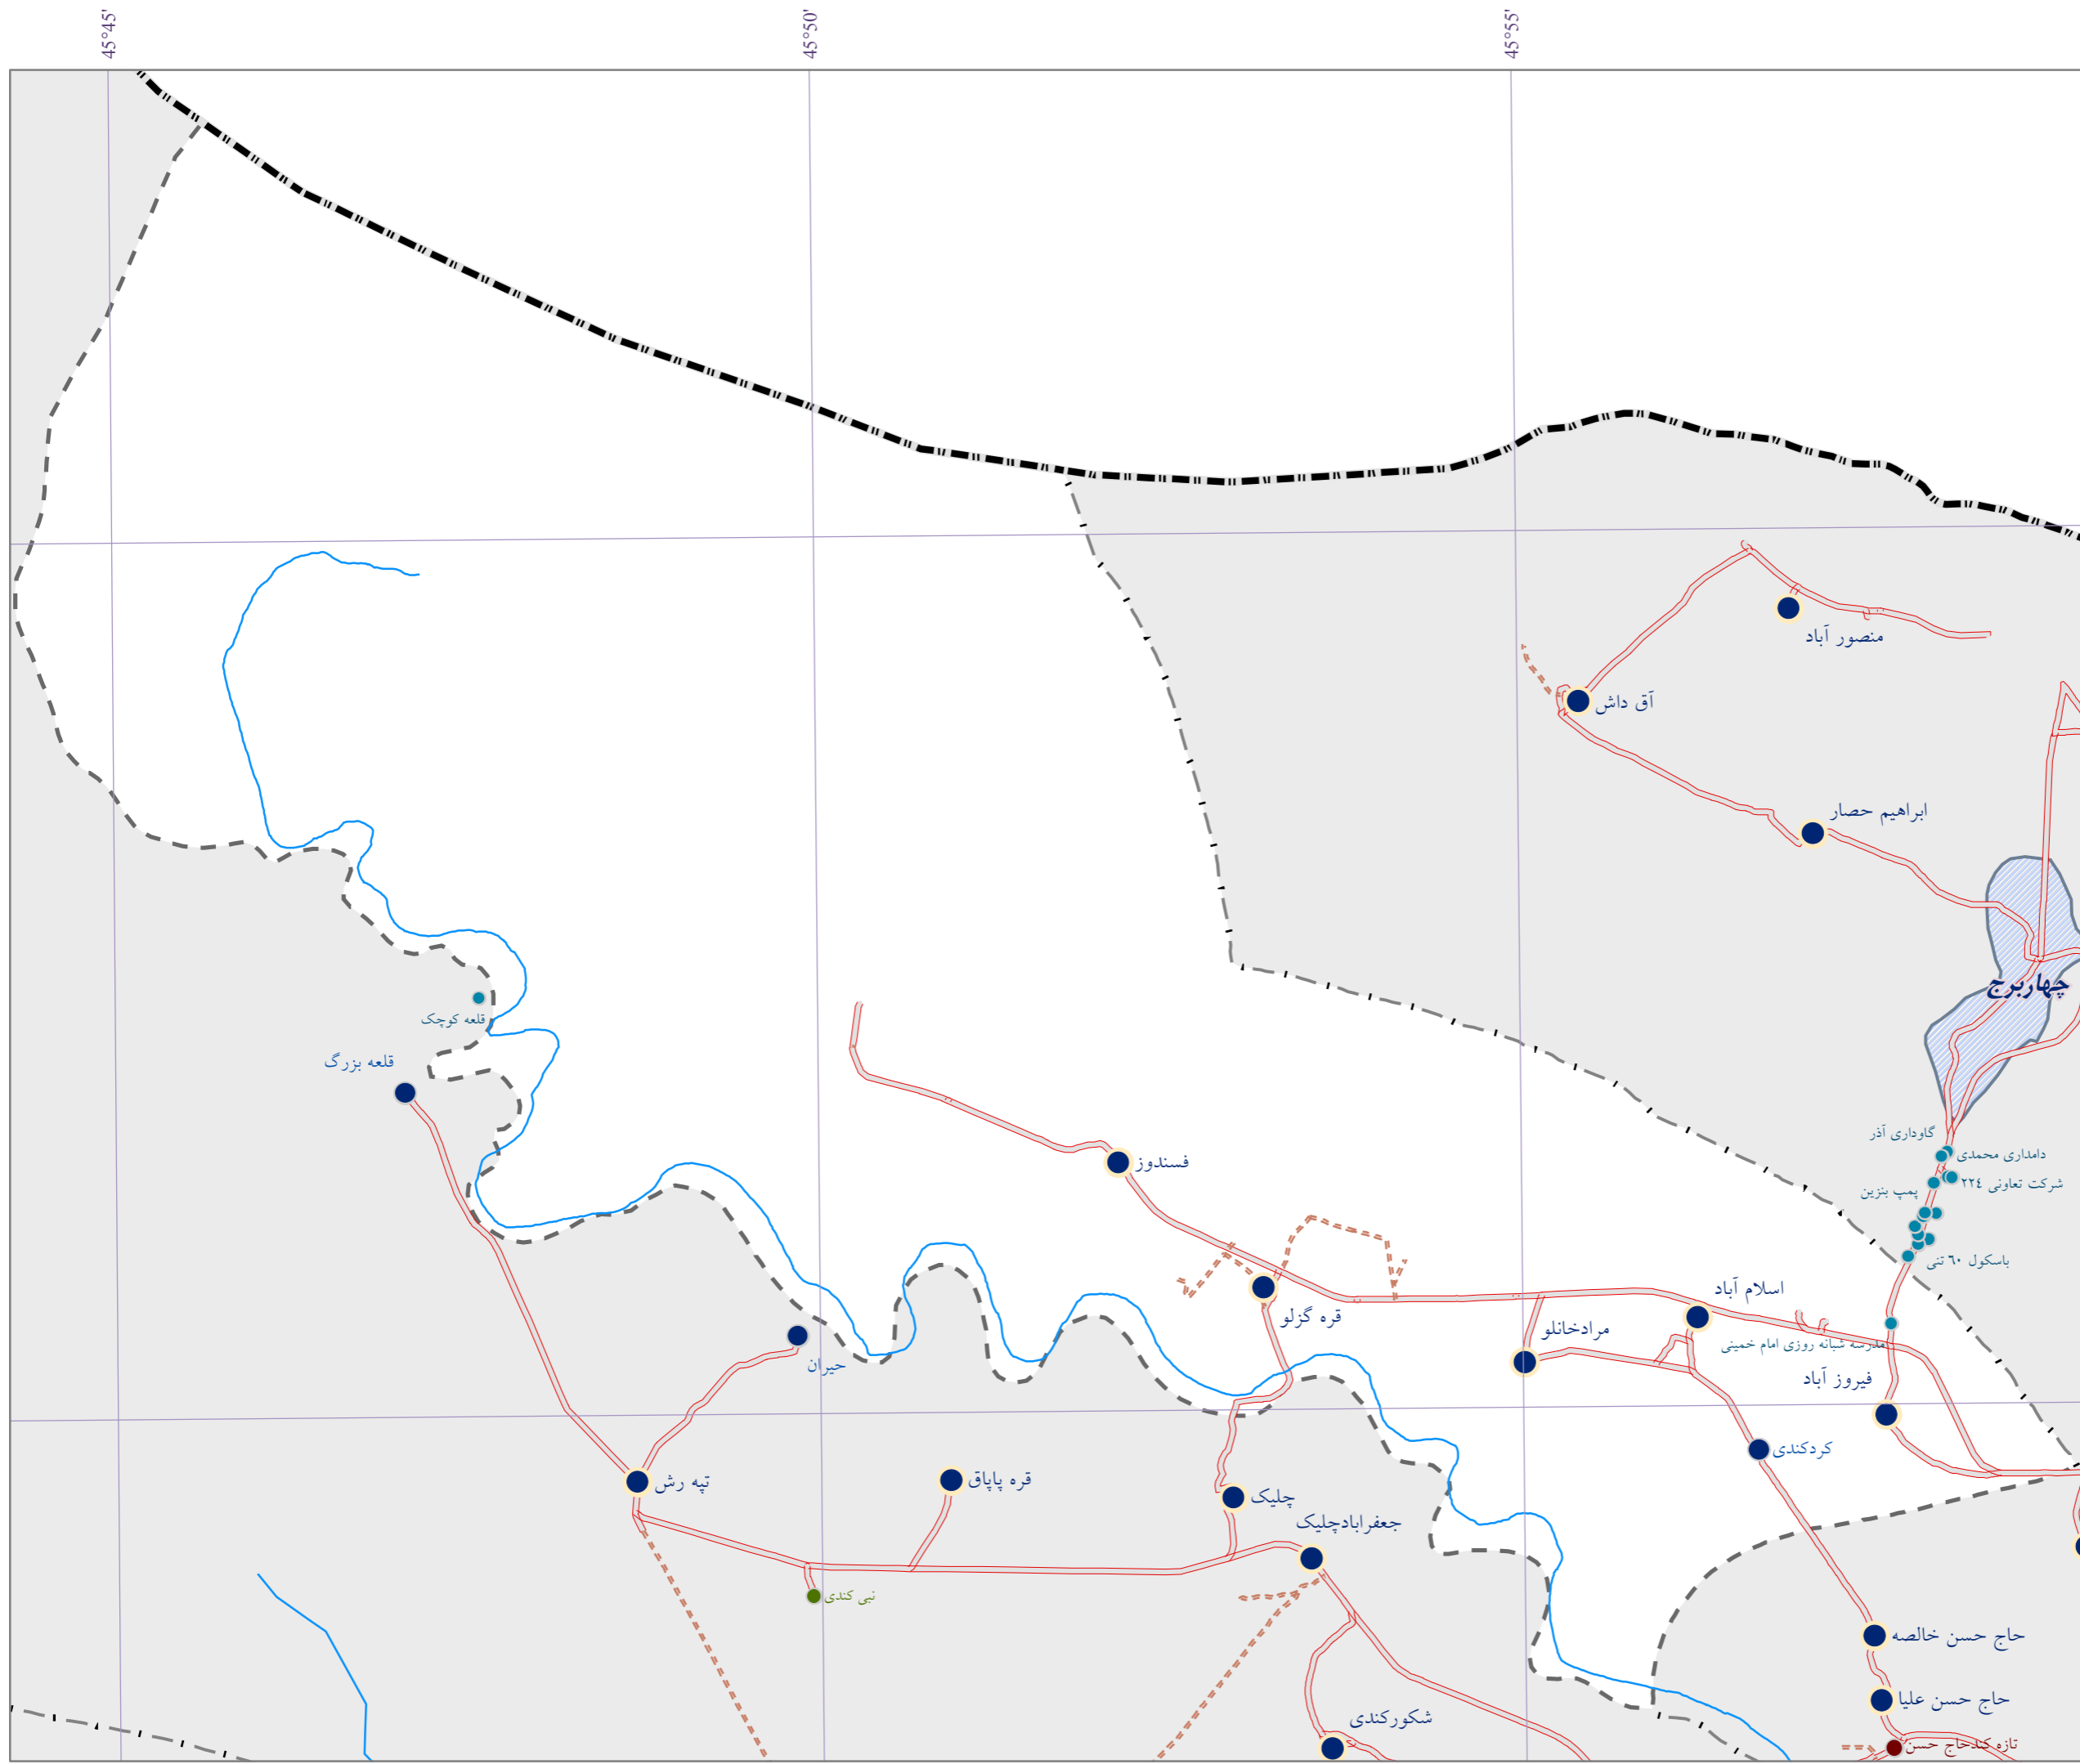 45°45'
45°50'
45°55'
منصور آباد
آق داش
ابراهیم حصار
چهاربرج
قلعه کوچک
قلعه بزرگ
گاوداری آذر
دامداری محمدی
فسندوز
شرکت تعاونی ٢٢٤
پمپ بنزین
باسکول ٦٠ تنی
اسلام آباد
قره گزلو
مرادخانلو
مدرسه شبانه روزی امام خمینی
حیران
فیروز آباد
کردکندی
تپه رش
قره پاپاق
چلیک
جعفرابادچلیک
نبی کندی
حاج حسن خالصه
حاج حسن علیا
شکورکندی
تازه کندحاج حسن